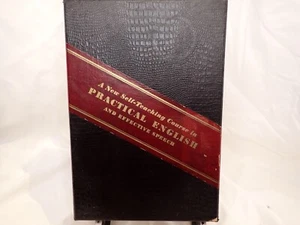 A New Self-Teaching Course in
PRACTICAL ENGLISH
AND EFFECTIVE SPEECH